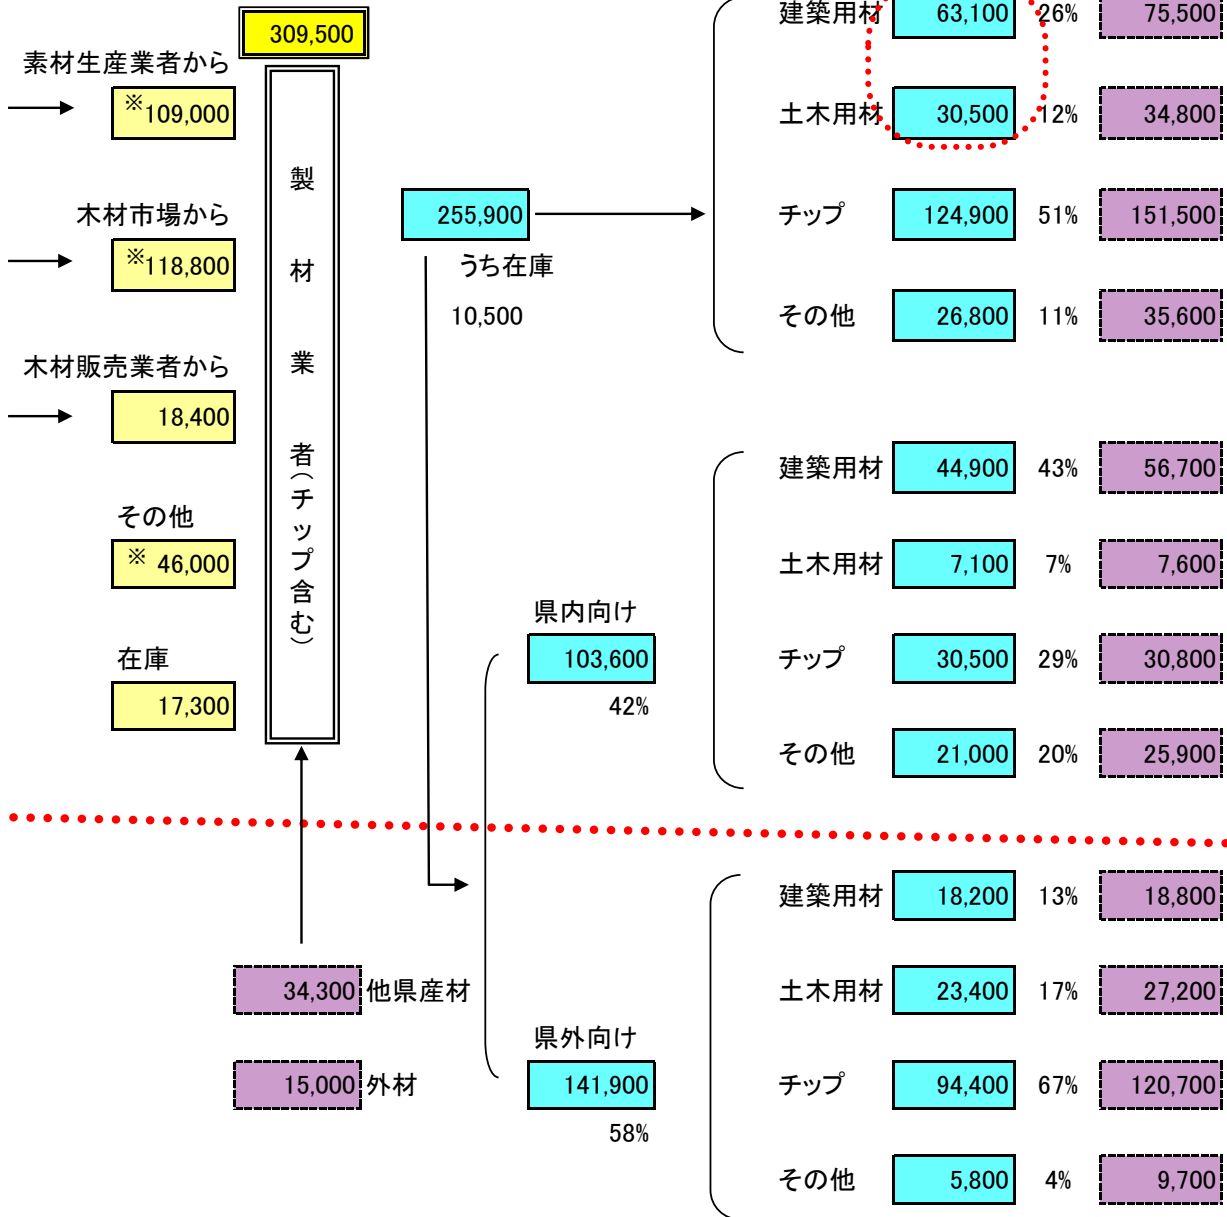 309,500
素材生産業者から
※109,000
木材市場から
※118,800
木材販売業者から
18,400
その他
※ 46,000
在庫
17,300
製材業者(チップ含む)
34,300 他県産材
15,000 外材
255,900
うち在庫
10,500
県内向け
103,600
42%
県外向け
141,900
58%
建築用材 63,100 26% 75,500
土木用材 30,500 12% 34,800
チップ 124,900 51% 151,500
その他 26,800 11% 35,600
建築用材 44,900 43% 56,700
土木用材 7,100 7% 7,600
チップ 30,500 29% 30,800
その他 21,000 20% 25,900
建築用材 18,200 13% 18,800
土木用材 23,400 17% 27,200
チップ 94,400 67% 120,700
その他 5,800 4% 9,700